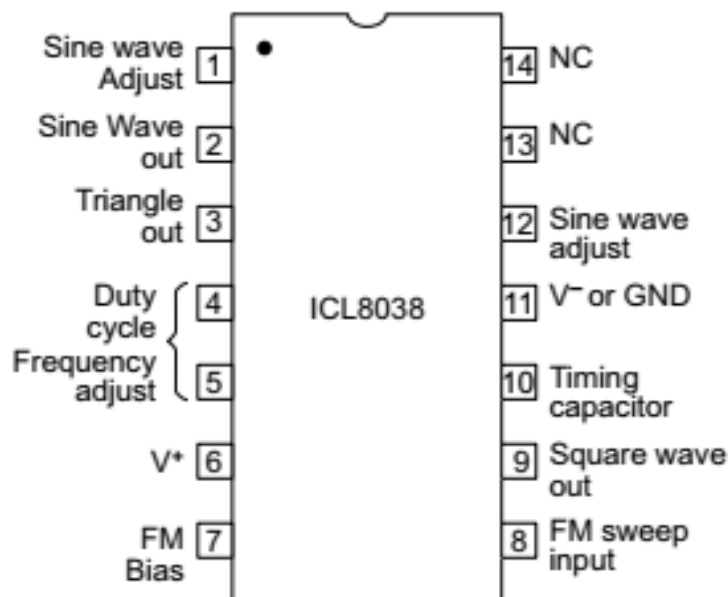 Sine wave
Adjust
1
Sine Wave
out
2
Triangle
out
3
Duty
cycle
4
Frequency
adjust
5
V+
6
FM
Bias
7
ICL8038
14 NC
13 NC
12 Sine wave
adjust
11 V– or GND
10 Timing
capacitor
9 Square wave
out
8 FM sweep
input